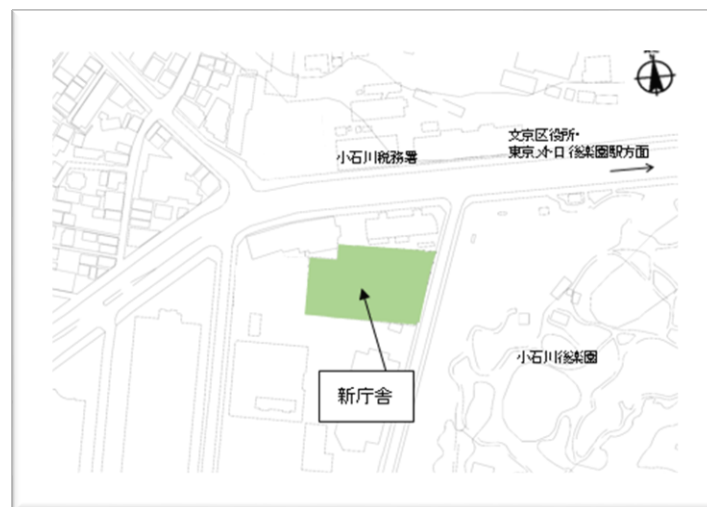 文京区役所・
東京メトロ後楽園駅方面
小石川税務署
小石川後楽園
新庁舎